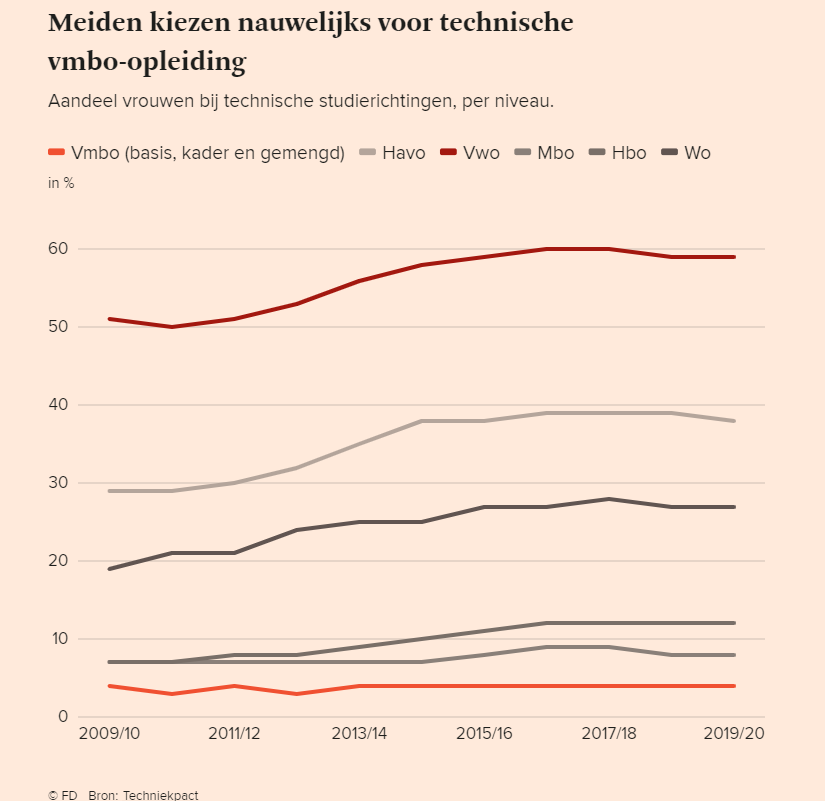 Meiden kiezen nauwelijks voor technische
vmbo-opleiding
Aandeel vrouwen bij technische studierichtingen, per niveau.
Vmbo (basis, kader en gemengd) Havo Vwo Mbo Hbo Wo
in %
60
50
40
30
20
10
0
2009/10 2011/12 2013/14 2015/16 2017/18 2019/20
© FD Bron: Techniekpact